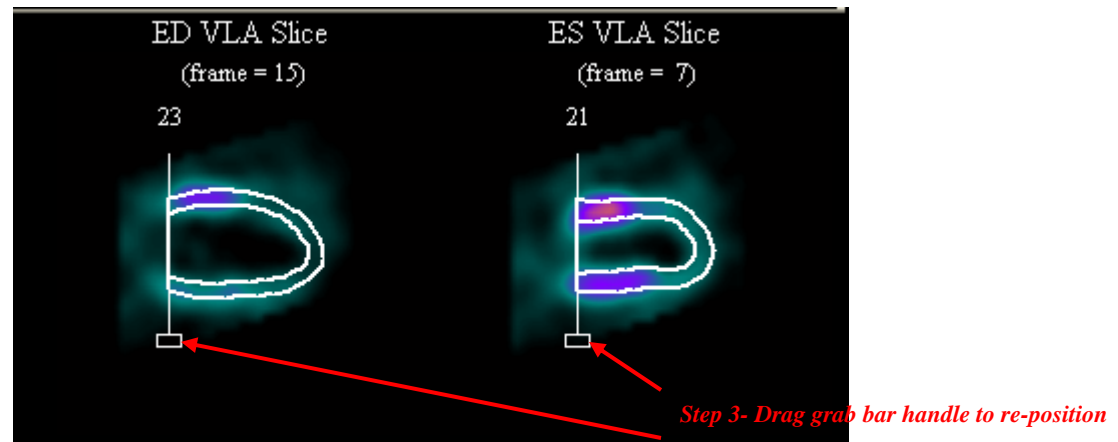 ED VLA Slice
(frame = 15)
23
ES VLA Slice
(frame = 7)
21
Step 3- Drag grab bar handle to re-position